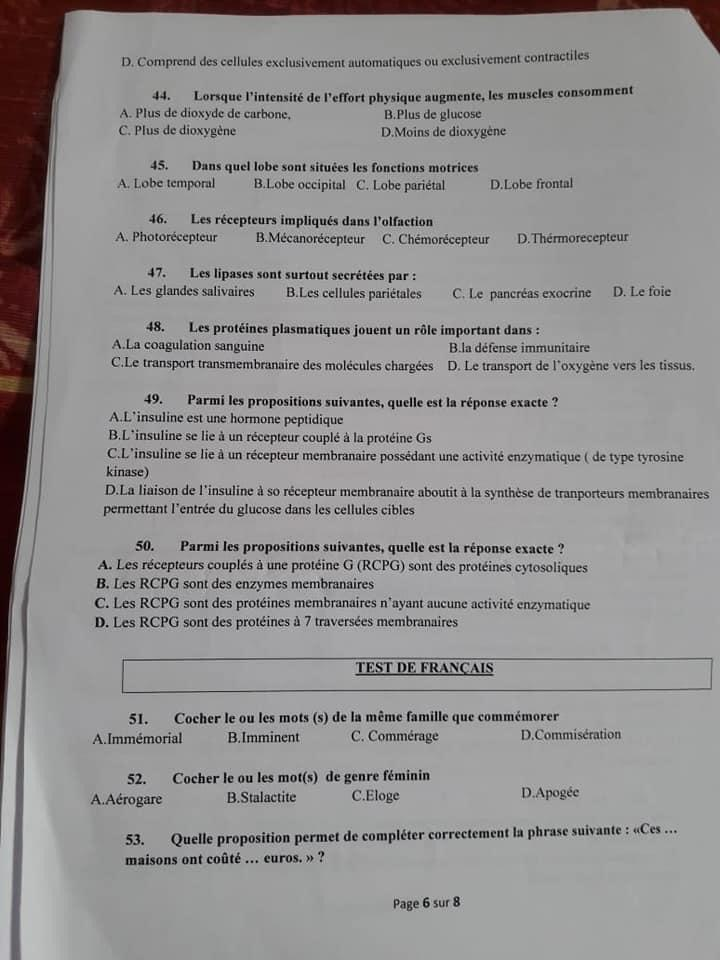 D. Comprend des cellules exclusivement automatiques ou exclusivement contractiles
44. Lorsque l'intensité de l'effort physique augmente, les muscles consomment
A. Plus de dioxyde de carbone, B.Plus de glucose
C. Plus de dioxygène D.Moins de dioxygène
45. Dans quel lobe sont situées les fonctions motrices
A. Lobe temporal B.Lobe occipital C. Lobe pariétal D.Lobe frontal
46. Les récepteurs impliqués dans l'olfaction
A. Photorécepteur B.Mécanorécepteur C. Chémorécepteur D.Thérmorecepteur
47. Les lipases sont surtout secrétées par :
A. Les glandes salivaires B.Les cellules pariétales C. Le pancréas exocrine D. Le foie
48. Les protéines plasmatiques jouent un rôle important dans :
A.La coagulation sanguine B.la défense immunitaire
C.Le transport transmembranaire des molécules chargées D. Le transport de l'oxygène vers les tissus.
49. Parmi les propositions suivantes, quelle est la réponse exacte ?
A.L'insuline est une hormone peptidique
B.L'insuline se lie à un récepteur couplé à la protéine Gs
C.L'insuline se lie à un récepteur membranaire possédant une activité enzymatique ( de type tyrosine
kinase)
D.La liaison de l'insuline à so récepteur membranaire aboutit à la synthèse de tranporteurs membranaires
permettant l'entrée du glucose dans les cellules cibles
50. Parmi les propositions suivantes, quelle est la réponse exacte ?
A. Les récepteurs couplés à une protéine G (RCPG) sont des protéines cytosoliques
B. Les RCPG sont des enzymes membranaires
C. Les RCPG sont des protéines membranaires n'ayant aucune activité enzymatique
D. Les RCPG sont des protéines à 7 traversées membranaires
TEST DE FRANÇAIS
51. Cocher le ou les mots (s) de la même famille que commémorer
A.Immémorial B.Imminent C. Commérage D.Commisération
52. Cocher le ou les mot(s) de genre féminin
A.Aérogare B.Stalactite C.Eloge D.Apogée
53. Quelle proposition permet de compléter correctement la phrase suivante : «Ces …
maisons ont coûté … euros. » ?
Page 6 sur 8